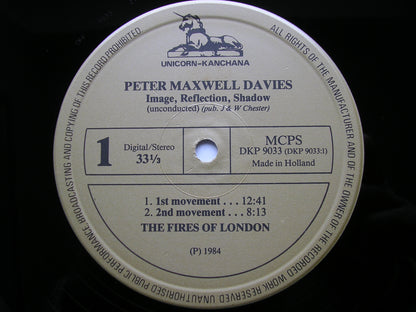 UNICORN-KANCHANA
PETER MAXWELL DAVIES
Image, Reflection, Shadow
(unconducted) (pub. J & W Chester)
1
Digital/Stereo
33⅓
MCPS
DKP 9033 (DKP 9033:1)
Made in Holland
1. 1st movement . . . 12:41
2. 2nd movement . . . 8:13
THE FIRES OF LONDON
(P) 1984
ALL RIGHTS OF THE MANUFACTURER AND OF THE OWNER OF THE RECORDED WORK RESERVED UNAUTHORISED PUBLIC PERFORMANCE BROADCASTING AND COPYING OF THIS RECORD PROHIBITED